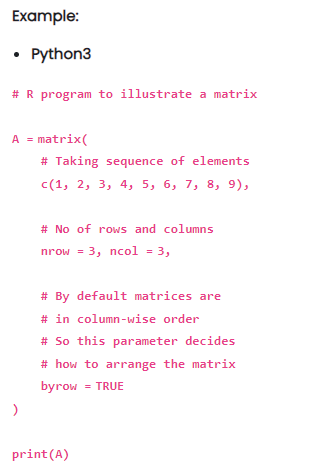 Example:
• Python3
# R program to illustrate a matrix
A = matrix(
# Taking sequence of elements
c(1, 2, 3, 4, 5, 6, 7, 8, 9),
# No of rows and columns
nrow = 3, ncol = 3,
# By default matrices are
# in column-wise order
# So this parameter decides
# how to arrange the matrix
byrow = TRUE
)
print(A)